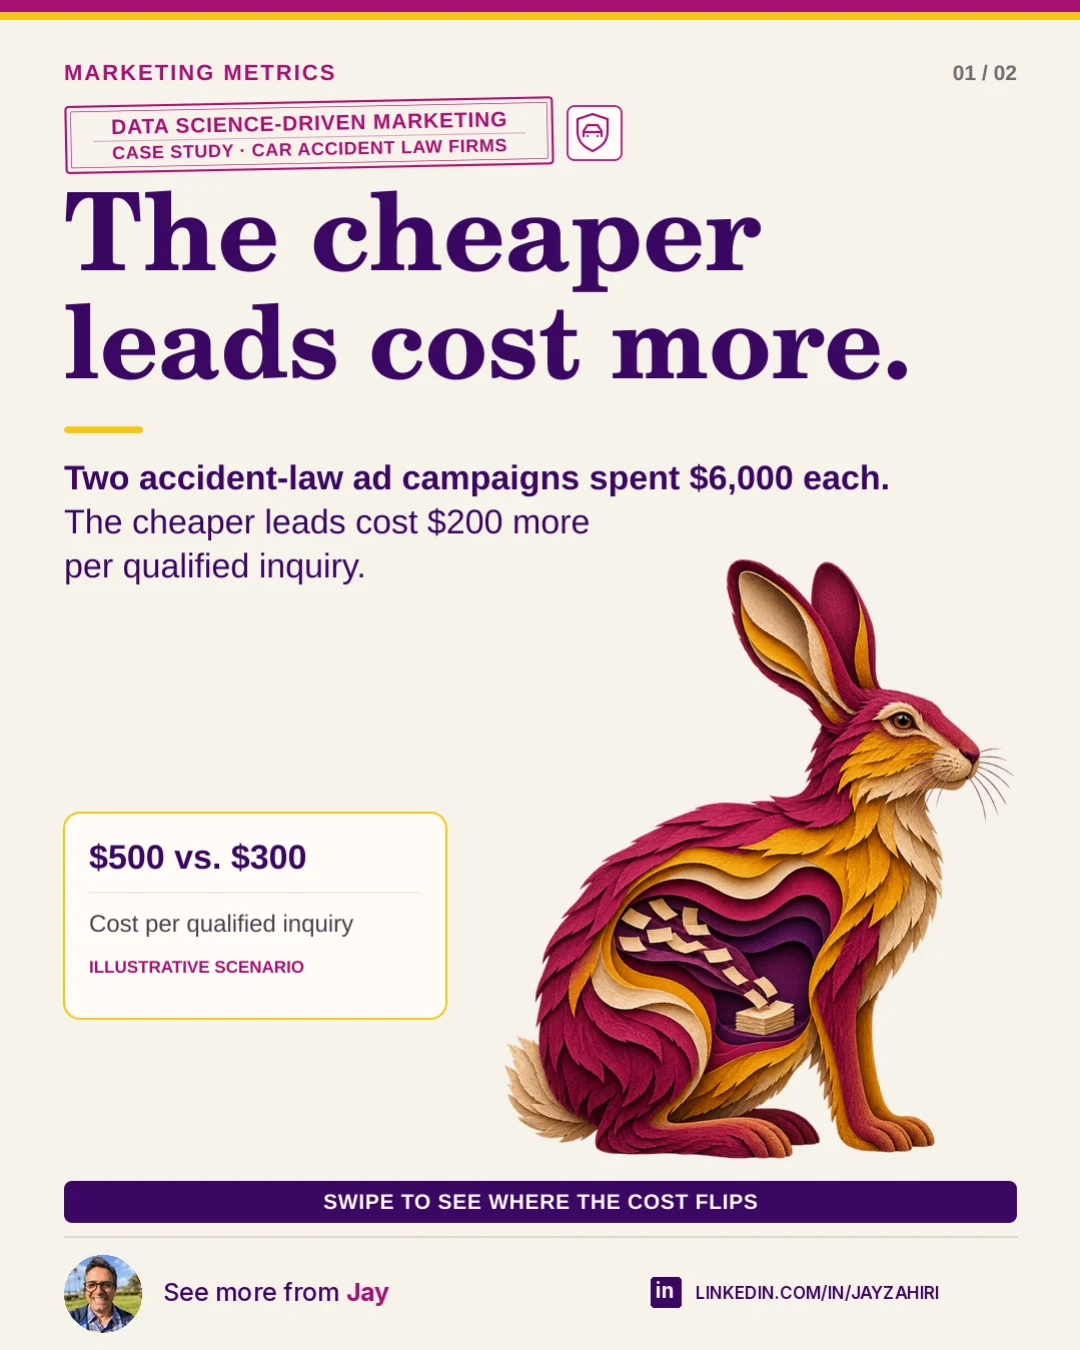 MARKETING METRICS
01 / 02
DATA SCIENCE-DRIVEN MARKETING
CASE STUDY · CAR ACCIDENT LAW FIRMS
The cheaper
leads cost more.
Two accident-law ad campaigns spent $6,000 each.
The cheaper leads cost $200 more
per qualified inquiry.
$500 vs. $300
Cost per qualified inquiry
ILLUSTRATIVE SCENARIO
SWIPE TO SEE WHERE THE COST FLIPS
See more from Jay
in LINKEDIN.COM/IN/JAYZAHIRI